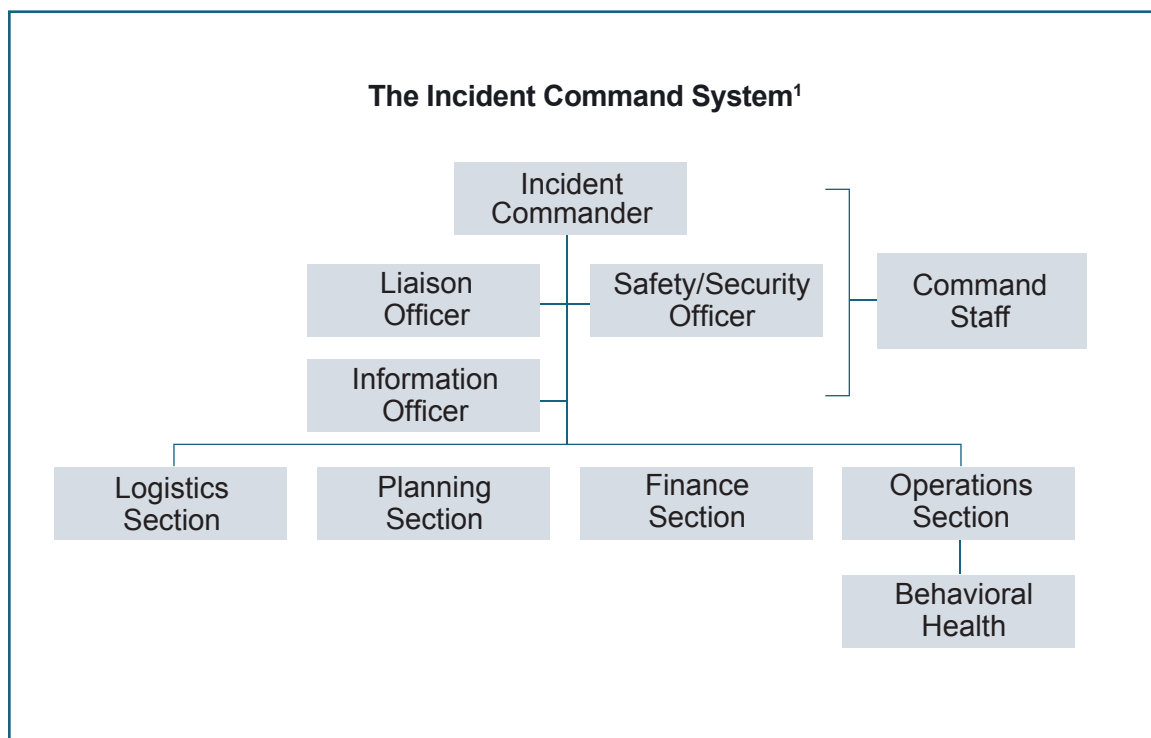 The Incident Command System¹
Incident
Commander
Liaison
Officer
Safety/Security
Officer
Command
Staff
Information
Officer
Logistics
Section
Planning
Section
Finance
Section
Operations
Section
Behavioral
Health